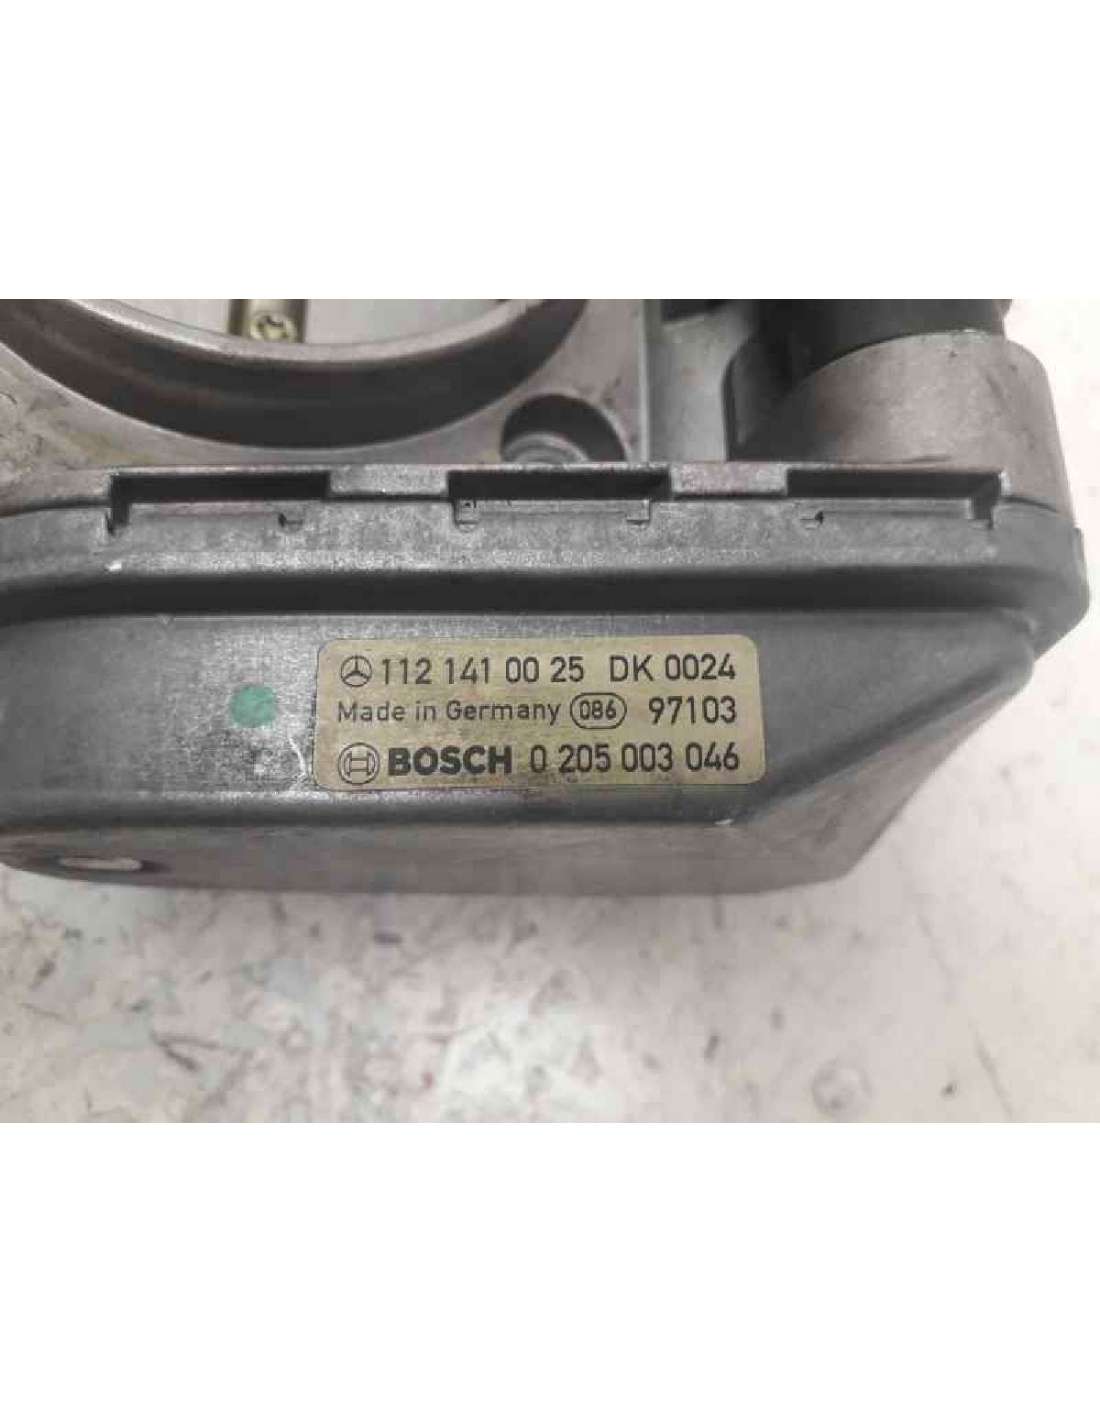 112 141 00 25 DK 0024
Made in Germany 086 97103
BOSCH 0 205 003 046